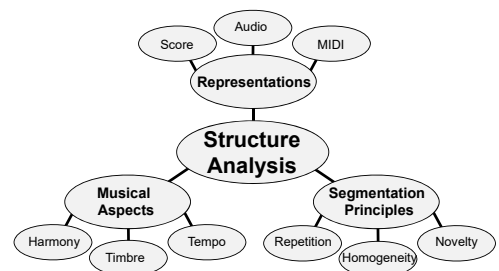 Audio
Score
MIDI
Representations
Structure
Analysis
Musical
Aspects
Segmentation
Principles
Harmony
Timbre
Tempo
Repetition
Homogeneity
Novelty